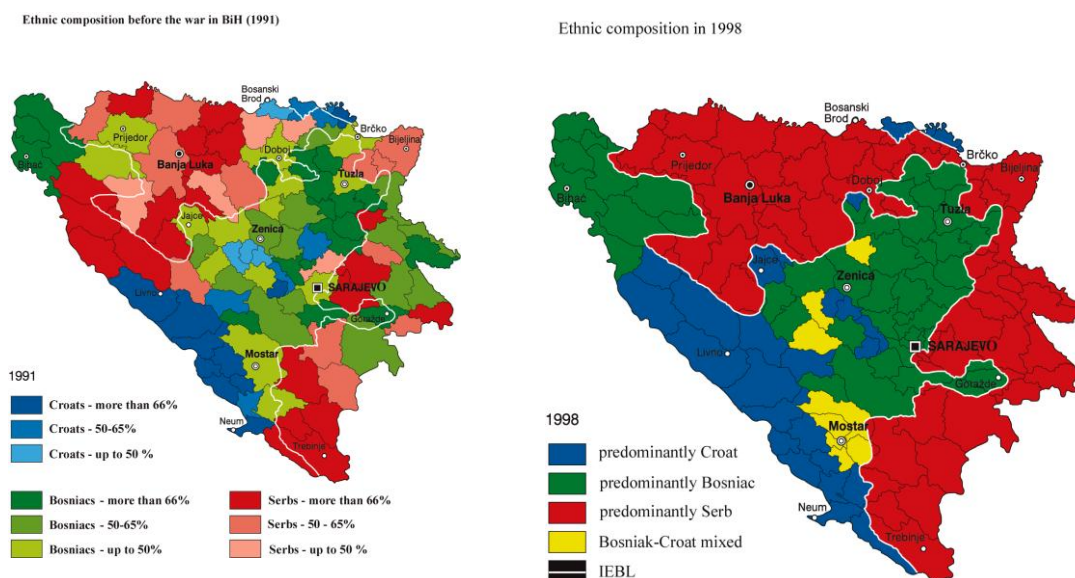 Ethnic composition before the war in BiH (1991)
Bosanski
Brod
Brčko
Prijedor
Doboj
Bijeljina
Bihać
Banja Luka
Tuzla
Jajce
Zenica
SARAJEVO
Livno
Goražde
Mostar
Neum
Trebinje
1991
Croats - more than 66%
Croats - 50-65%
Croats - up to 50 %
Bosniacs - more than 66%
Bosniacs - 50-65%
Bosniacs - up to 50%
Serbs - more than 66%
Serbs - 50 - 65%
Serbs - up to 50 %
Ethnic composition in 1998
Bosanski
Brod
Brčko
Prijedor
Bijeljina
Doboj
Banja Luka
Bihać
Tuzla
Jajce
Zenica
SARAJEVO
Livno
Goražde
Mostar
Neum
Trebinje
1998
predominantly Croat
predominantly Bosniac
predominantly Serb
Bosniak-Croat mixed
IEBL